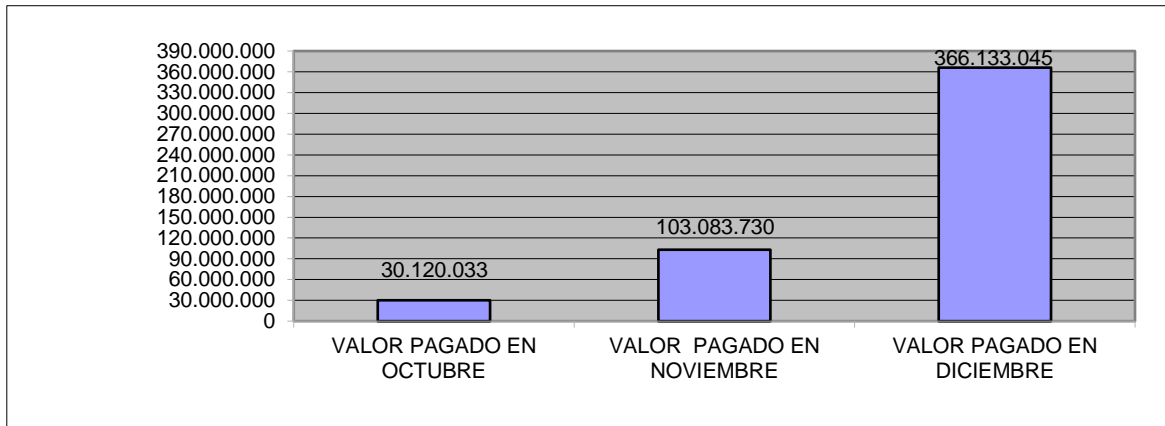 390.000.000
360.000.000
330.000.000
300.000.000
270.000.000
240.000.000
210.000.000
180.000.000
150.000.000
120.000.000
90.000.000
60.000.000
30.000.000
0
30.120.033
103.083.730
366.133.045
VALOR PAGADO EN
OCTUBRE
VALOR  PAGADO EN
NOVIEMBRE
VALOR PAGADO EN
DICIEMBRE